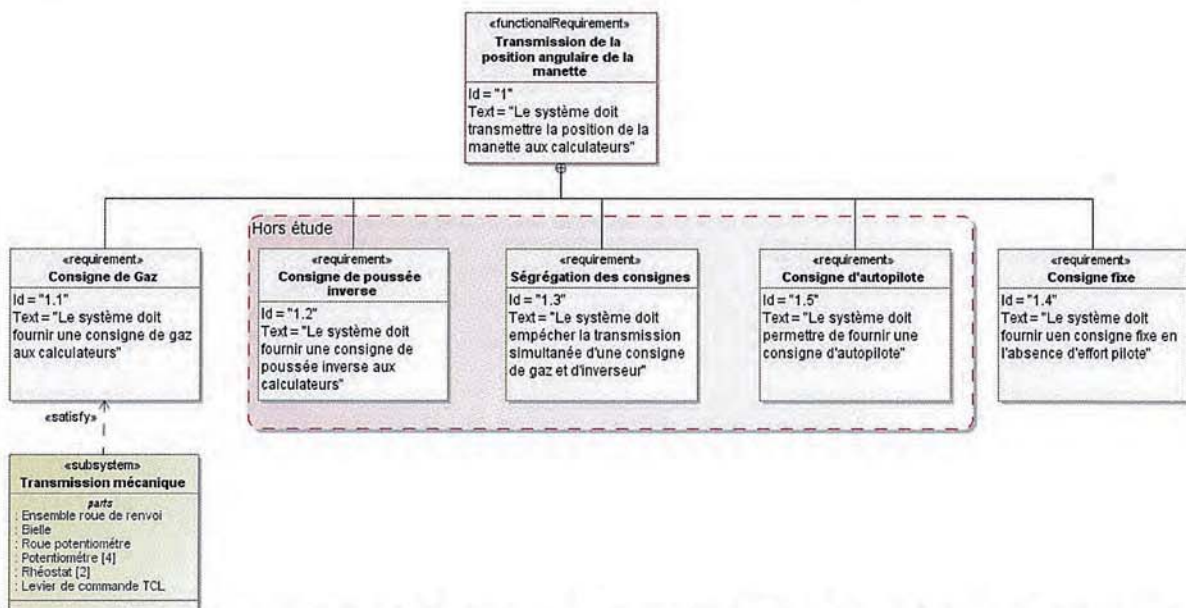 «functionalRequirement»
Transmission de la
position angulaire de la
manette
Id = "1"
Text = "Le système doit
transmettre la position de la
manette aux calculateurs"
Hors étude
«requirement»
Consigne de Gaz
Id = "1.1"
Text = "Le système doit
fournir une consigne de gaz
aux calculateurs"
«requirement»
Consigne de poussée
inverse
Id = "1.2"
Text = "Le système doit
fournir une consigne de
poussée inverse aux
calculateurs"
«requirement»
Ségrégation des consignes
Id = "1.3"
Text = "Le système doit
empécher la transmission
simultanée d'une consigne
de gaz et d'inverseur"
«requirement»
Consigne d'autopilote
Id = "1.5"
Text = "Le système doit
permettre de fournir une
consigne d'autopilote"
«requirement»
Consigne fixe
Id = "1.4"
Text = "Le système doit
fournir uen consigne fixe en
l'absence d'effort pilote"
«satisfy»
«subsystem»
Transmission mécanique
parts
: Ensemble roue de renvoi
: Bielle
: Roue potentiométre
: Potentiométre [4]
: Rhéostat [2]
: Levier de commande TCL